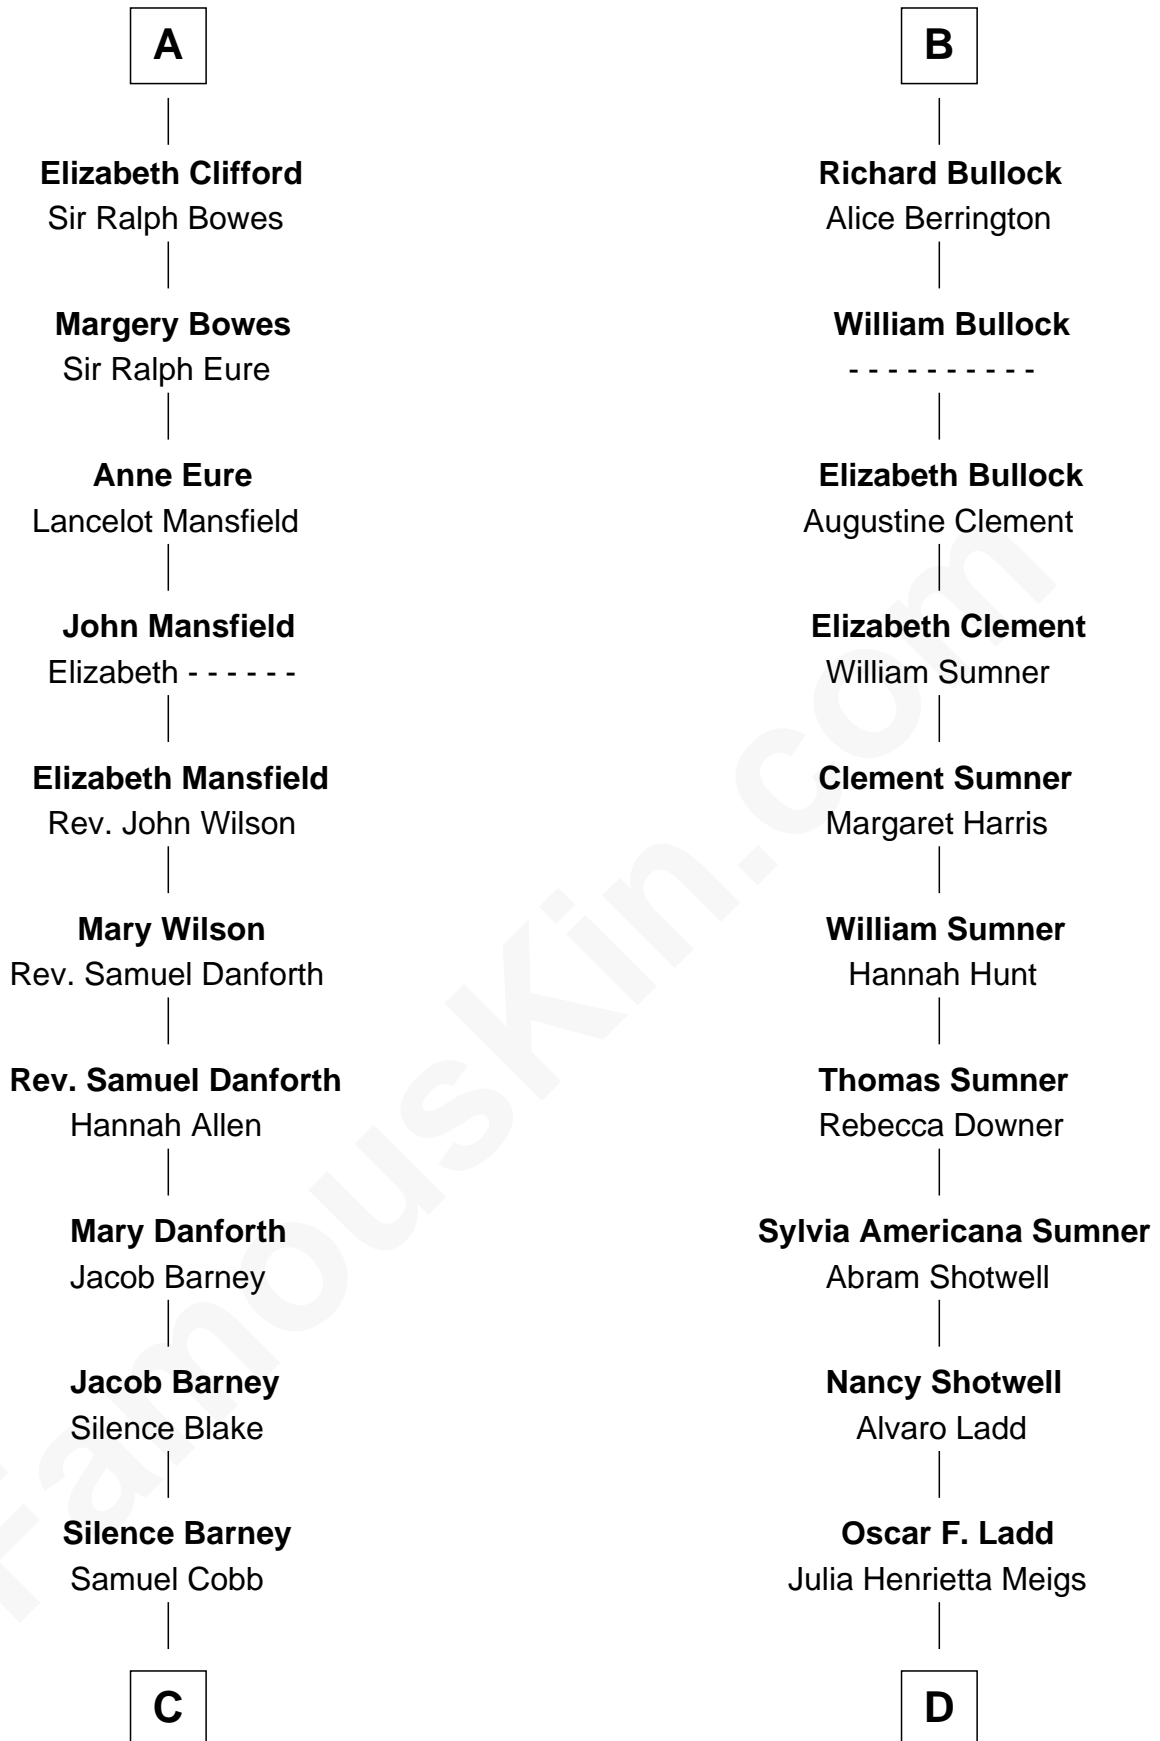 A
Elizabeth Clifford
Sir Ralph Bowes
Margery Bowes
Sir Ralph Eure
Anne Eure
Lancelot Mansfield
John Mansfield
Elizabeth - - - - - -
Elizabeth Mansfield
Rev. John Wilson
Mary Wilson
Rev. Samuel Danforth
Rev. Samuel Danforth
Hannah Allen
Mary Danforth
Jacob Barney
Jacob Barney
Silence Blake
Silence Barney
Samuel Cobb
C
B
Richard Bullock
Alice Berrington
William Bullock
- - - - - - - - - -
Elizabeth Bullock
Augustine Clement
Elizabeth Clement
William Sumner
Clement Sumner
Margaret Harris
William Sumner
Hannah Hunt
Thomas Sumner
Rebecca Downer
Sylvia Americana Sumner
Abram Shotwell
Nancy Shotwell
Alvaro Ladd
Oscar F. Ladd
Julia Henrietta Meigs
D
FamousKin.com